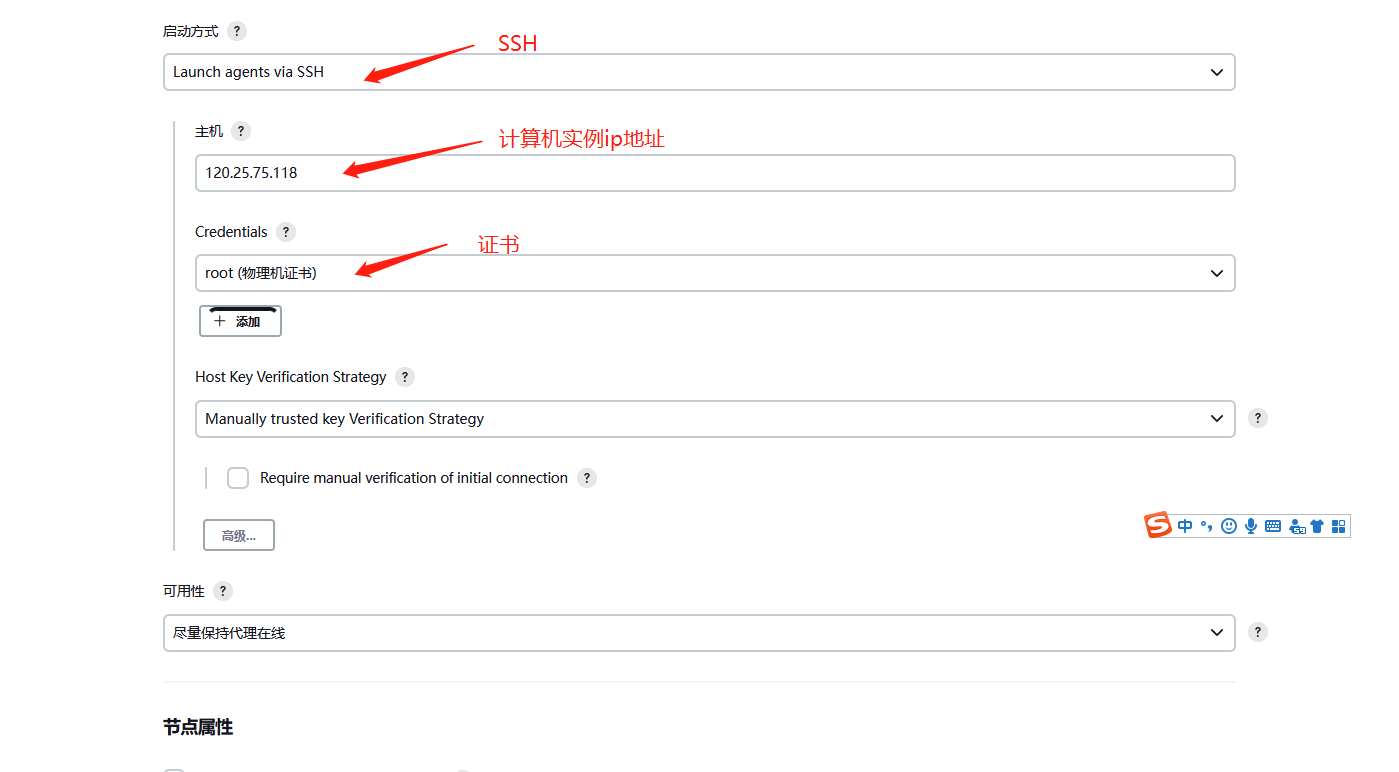 启动方式 ?
SSH
Launch agents via SSH
主机 ?
计算机实例ip地址
120.25.75.118
Credentials ?
证书
root (物理机证书)
+ 添加
Host Key Verification Strategy ?
Manually trusted key Verification Strategy
?
Require manual verification of initial connection ?
S 中 °,
高级...
可用性 ?
尽量保持代理在线
?
节点属性